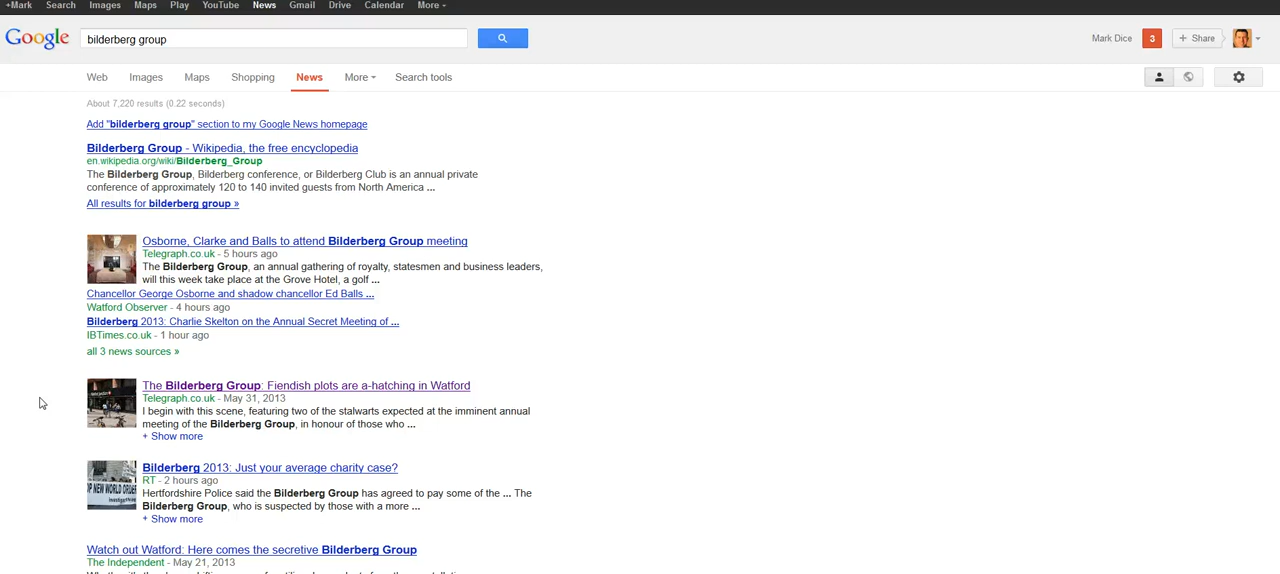 +Mark Search Images Maps Play YouTube News Gmail Drive Calendar More
Google bilderberg group Mark Dice 3 + Share
Web Images Maps Shopping News More Search tools
About 7,220 results (0.22 seconds)
Add "bilderberg group" section to my Google News homepage
Bilderberg Group - Wikipedia, the free encyclopedia
en.wikipedia.org/wiki/Bilderberg_Group
The Bilderberg Group, Bilderberg conference, or Bilderberg Club is an annual private
conference of approximately 120 to 140 invited guests from North America ...
All results for bilderberg group »
Osborne, Clarke and Balls to attend Bilderberg Group meeting
Telegraph.co.uk - 5 hours ago
The Bilderberg Group, an annual gathering of royalty, statesmen and business leaders,
will this week take place at the Grove Hotel, a golf ...
Chancellor George Osborne and shadow chancellor Ed Balls ...
Watford Observer - 4 hours ago
Bilderberg 2013: Charlie Skelton on the Annual Secret Meeting of ...
IBTimes.co.uk - 1 hour ago
all 3 news sources »
The Bilderberg Group: Fiendish plots are a-hatching in Watford
Telegraph.co.uk - May 31, 2013
I begin with this scene, featuring two of the stalwarts expected at the imminent annual
meeting of the Bilderberg Group, in honour of those who ...
+ Show more
Bilderberg 2013: Just your average charity case?
RT - 2 hours ago
Hertfordshire Police said the Bilderberg Group has agreed to pay some of the ... The
Bilderberg Group, who is suspected by those with a more ...
+ Show more
OP NEW WORLD ORDER
Watch out Watford: Here comes the secretive Bilderberg Group
The Independent - May 21, 2013